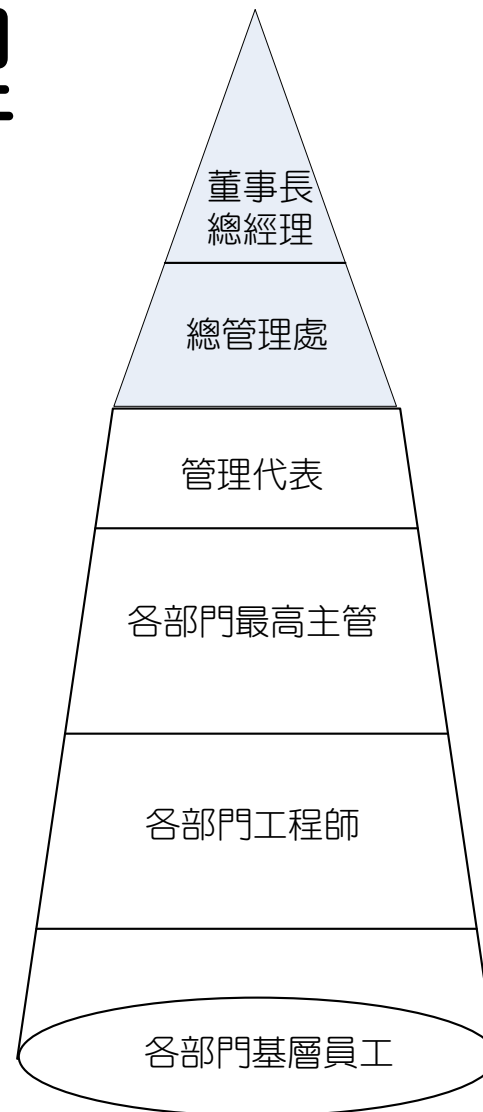 董事長
總經理
總管理處
管理代表
各部門最高主管
各部門工程師
各部門基層員工